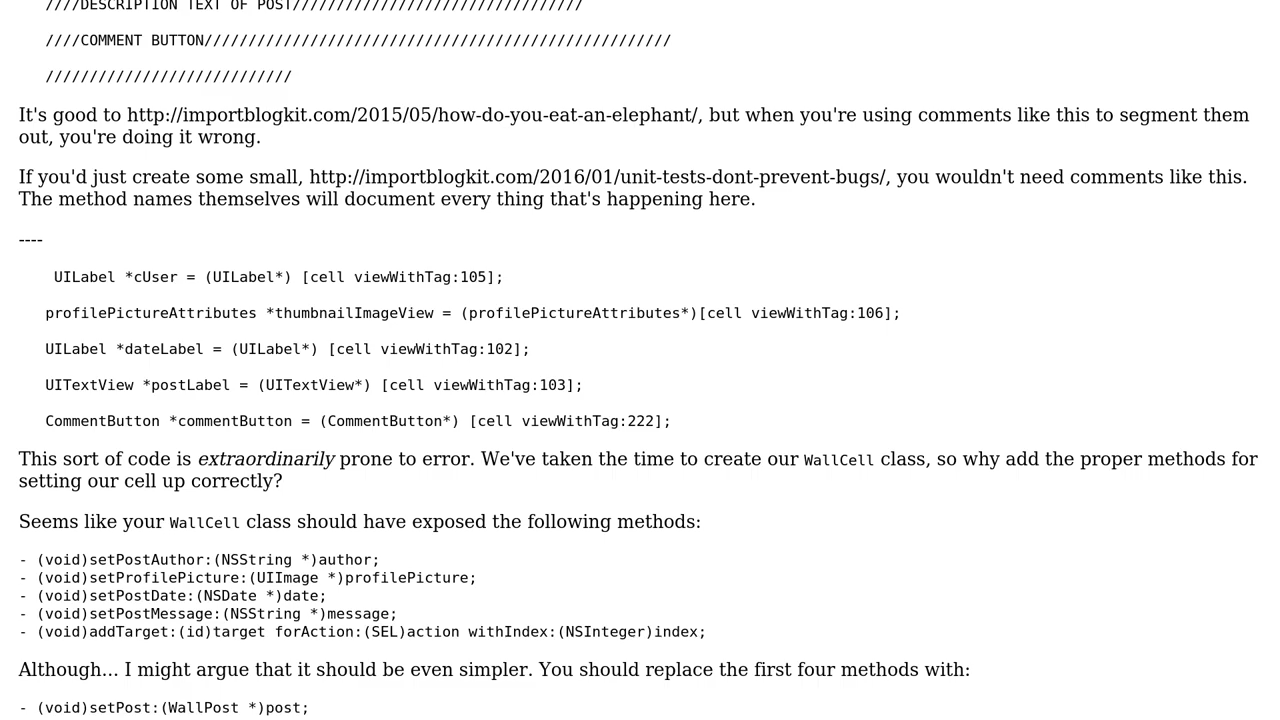 ////DESCRIPTION TEXT OF POST/////////////////////////////////
////COMMENT BUTTON/////////////////////////////////////////////////////
////////////////////////////
It's good to http://importblogkit.com/2015/05/how-do-you-eat-an-elephant/, but when you're using comments like this to segment them
out, you're doing it wrong.
If you'd just create some small, http://importblogkit.com/2016/01/unit-tests-dont-prevent-bugs/, you wouldn't need comments like this.
The method names themselves will document every thing that's happening here.
----
UILabel *cUser = (UILabel*) [cell viewWithTag:105];
profilePictureAttributes *thumbnailImageView = (profilePictureAttributes*)[cell viewWithTag:106];
UILabel *dateLabel = (UILabel*) [cell viewWithTag:102];
UITextView *postLabel = (UITextView*) [cell viewWithTag:103];
CommentButton *commentButton = (CommentButton*) [cell viewWithTag:222];
This sort of code is extraordinarily prone to error. We've taken the time to create our WallCell class, so why add the proper methods for
setting our cell up correctly?
Seems like your WallCell class should have exposed the following methods:
- (void)setPostAuthor:(NSString *)author;
- (void)setProfilePicture:(UIImage *)profilePicture;
- (void)setPostDate:(NSDate *)date;
- (void)setPostMessage:(NSString *)message;
- (void)addTarget:(id)target forAction:(SEL)action withIndex:(NSInteger)index;
Although... I might argue that it should be even simpler. You should replace the first four methods with:
- (void)setPost:(WallPost *)post;